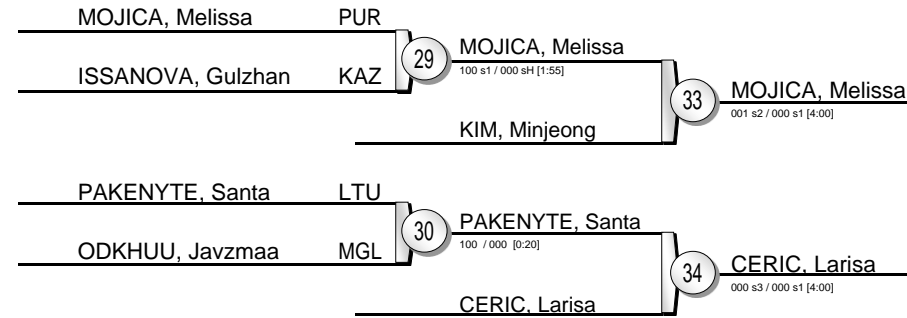 MOJICA, Melissa PUR
29
MOJICA, Melissa
100 s1 / 000 sH [1:55]
ISSANOVA, Gulzhan KAZ
33
MOJICA, Melissa
001 s2 / 000 s1 [4:00]
KIM, Minjeong
PAKENYTE, Santa LTU
30
PAKENYTE, Santa
100 / 000 [0:20]
ODKHUU, Javzmaa MGL
34
CERIC, Larisa
000 s3 / 000 s1 [4:00]
CERIC, Larisa